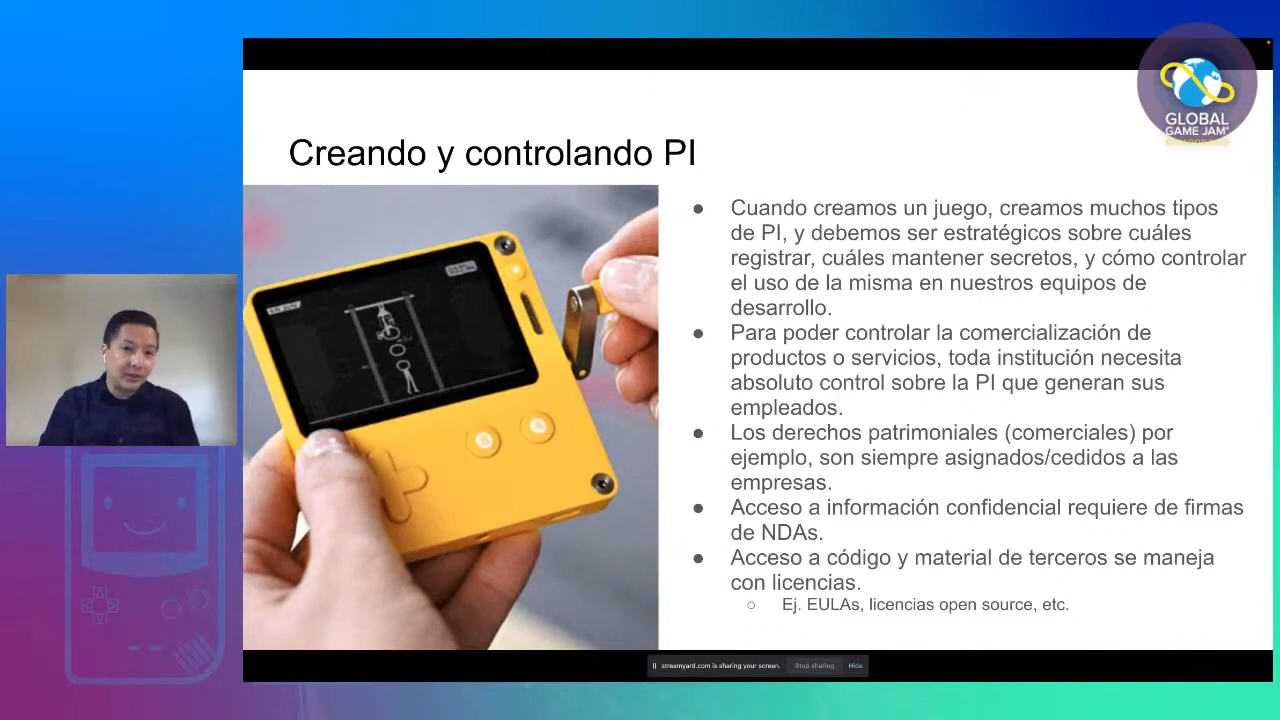 GLOBAL
GAME JAM
Creando y controlando PI
● Cuando creamos un juego, creamos muchos tipos
de PI, y debemos ser estratégicos sobre cuáles
registrar, cuáles mantener secretos, y cómo controlar
el uso de la misma en nuestros equipos de
desarrollo.
● Para poder controlar la comercialización de
productos o servicios, toda institución necesita
absoluto control sobre la PI que generan sus
empleados.
● Los derechos patrimoniales (comerciales) por
ejemplo, son siempre asignados/cedidos a las
empresas.
● Acceso a información confidencial requiere de firmas
de NDAs.
● Acceso a código y material de terceros se maneja
con licencias.
○ Ej. EULAs, licencias open source, etc.
B
A
streamyard.com is sharing your screen. Stop sharing Hide